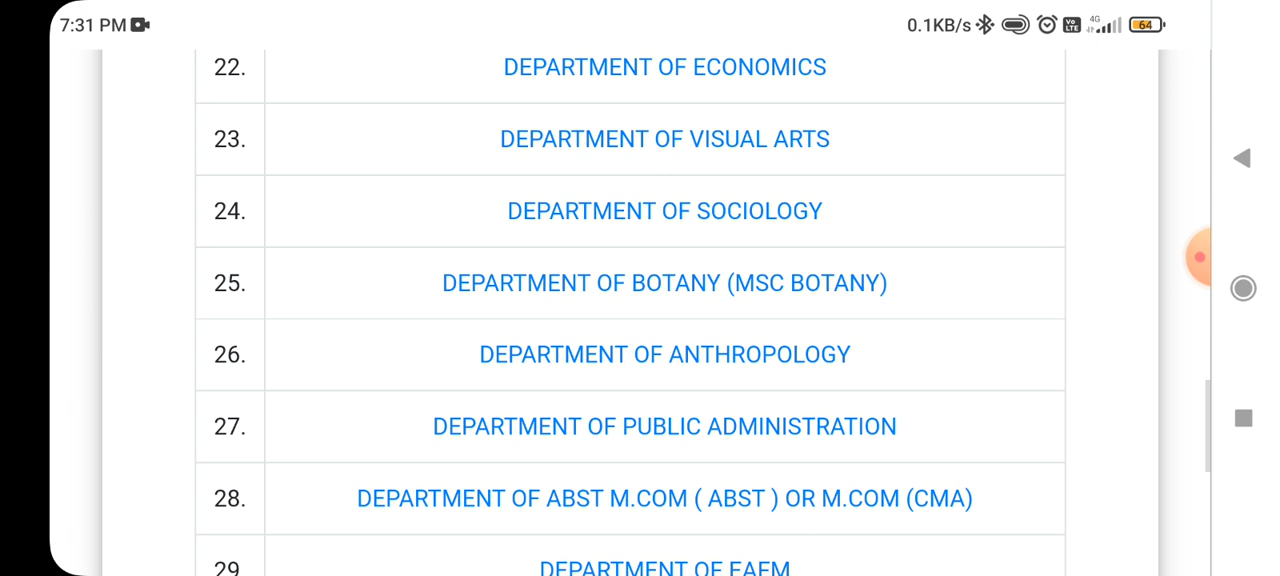 7:31 PM
0.1KB/s
Vo LTE
4G
64
22. DEPARTMENT OF ECONOMICS
23. DEPARTMENT OF VISUAL ARTS
24. DEPARTMENT OF SOCIOLOGY
25. DEPARTMENT OF BOTANY (MSC BOTANY)
26. DEPARTMENT OF ANTHROPOLOGY
27. DEPARTMENT OF PUBLIC ADMINISTRATION
28. DEPARTMENT OF ABST M.COM ( ABST ) OR M.COM (CMA)
29 DEPARTMENT OF EAFM